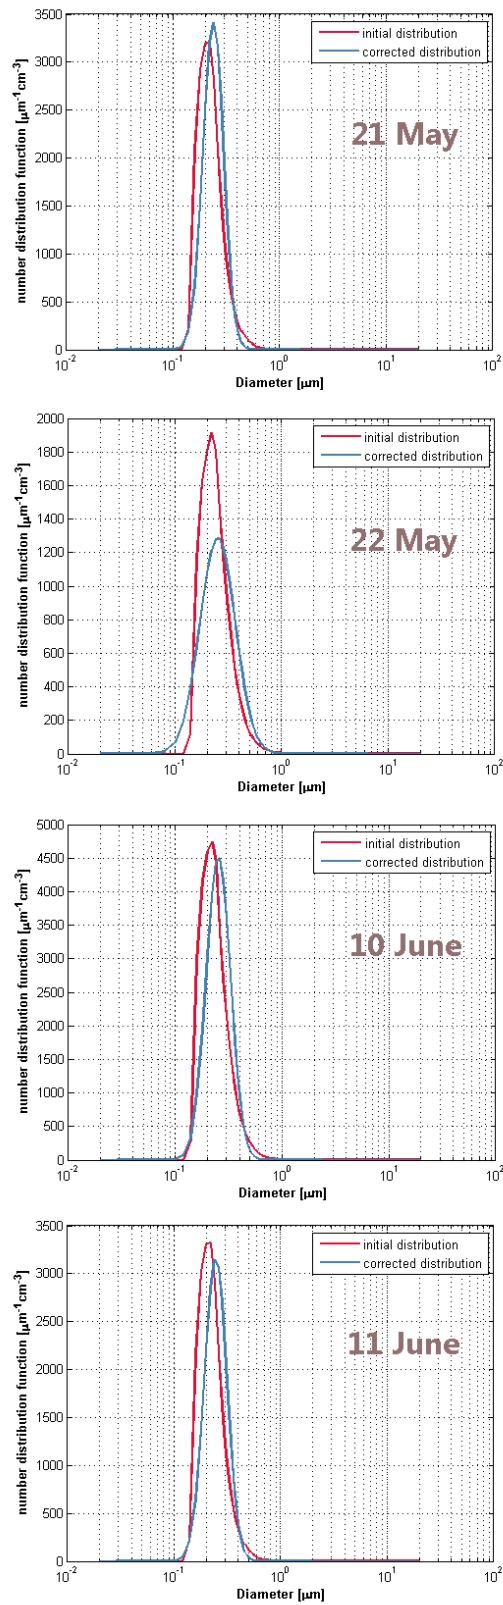 3500
3000
2500
2000
1500
1000
500
0
number distribution function [μm⁻¹cm⁻³]
initial distribution
corrected distribution
21 May
10⁻² 10⁻¹ 10⁰ 10¹ 10²
Diameter [μm]
2000
1800
1600
1400
1200
1000
800
600
400
200
0
number distribution function [μm⁻¹cm⁻³]
initial distribution
corrected distribution
22 May
10⁻² 10⁻¹ 10⁰ 10¹ 10²
Diameter [μm]
5000
4500
4000
3500
3000
2500
2000
1500
1000
500
0
number distribution function [μm⁻¹cm⁻³]
initial distribution
corrected distribution
10 June
10⁻² 10⁻¹ 10⁰ 10¹ 10²
Diameter [μm]
3500
3000
2500
2000
1500
1000
500
0
number distribution function [μm⁻¹cm⁻³]
initial distribution
corrected distribution
11 June
10⁻² 10⁻¹ 10⁰ 10¹ 10²
Diameter [μm]